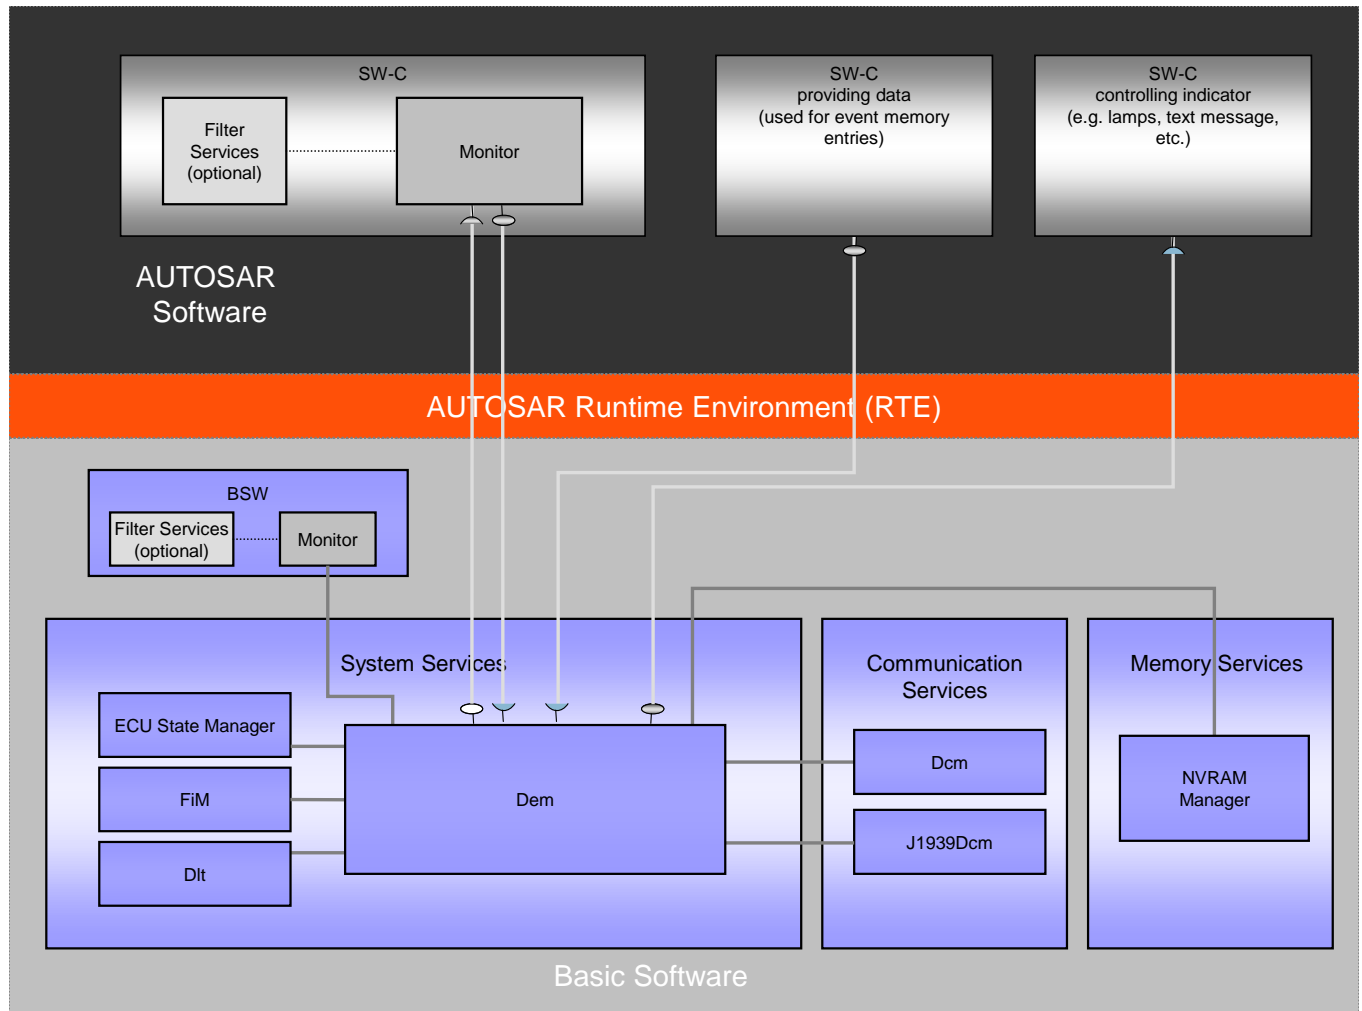 SW-C
Filter
Services
(optional)
Monitor
SW-C
providing data
(used for event memory
entries)
SW-C
controlling indicator
(e.g. lamps, text message,
etc.)
AUTOSAR
Software
AUTOSAR Runtime Environment (RTE)
BSW
Filter Services
(optional)
Monitor
System Services
ECU State Manager
FiM
Dlt
Dem
Communication
Services
Dcm
J1939Dcm
Memory Services
NVRAM
Manager
Basic Software